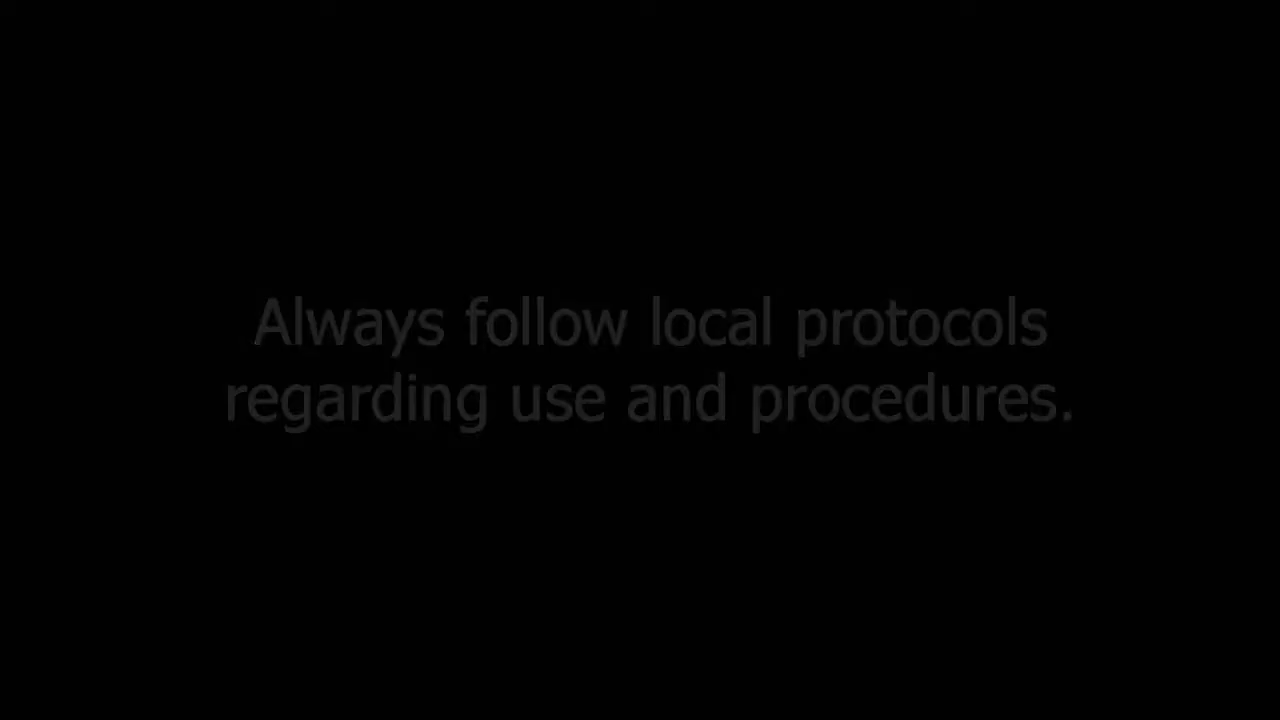 Always follow local protocols
regarding use and procedures.